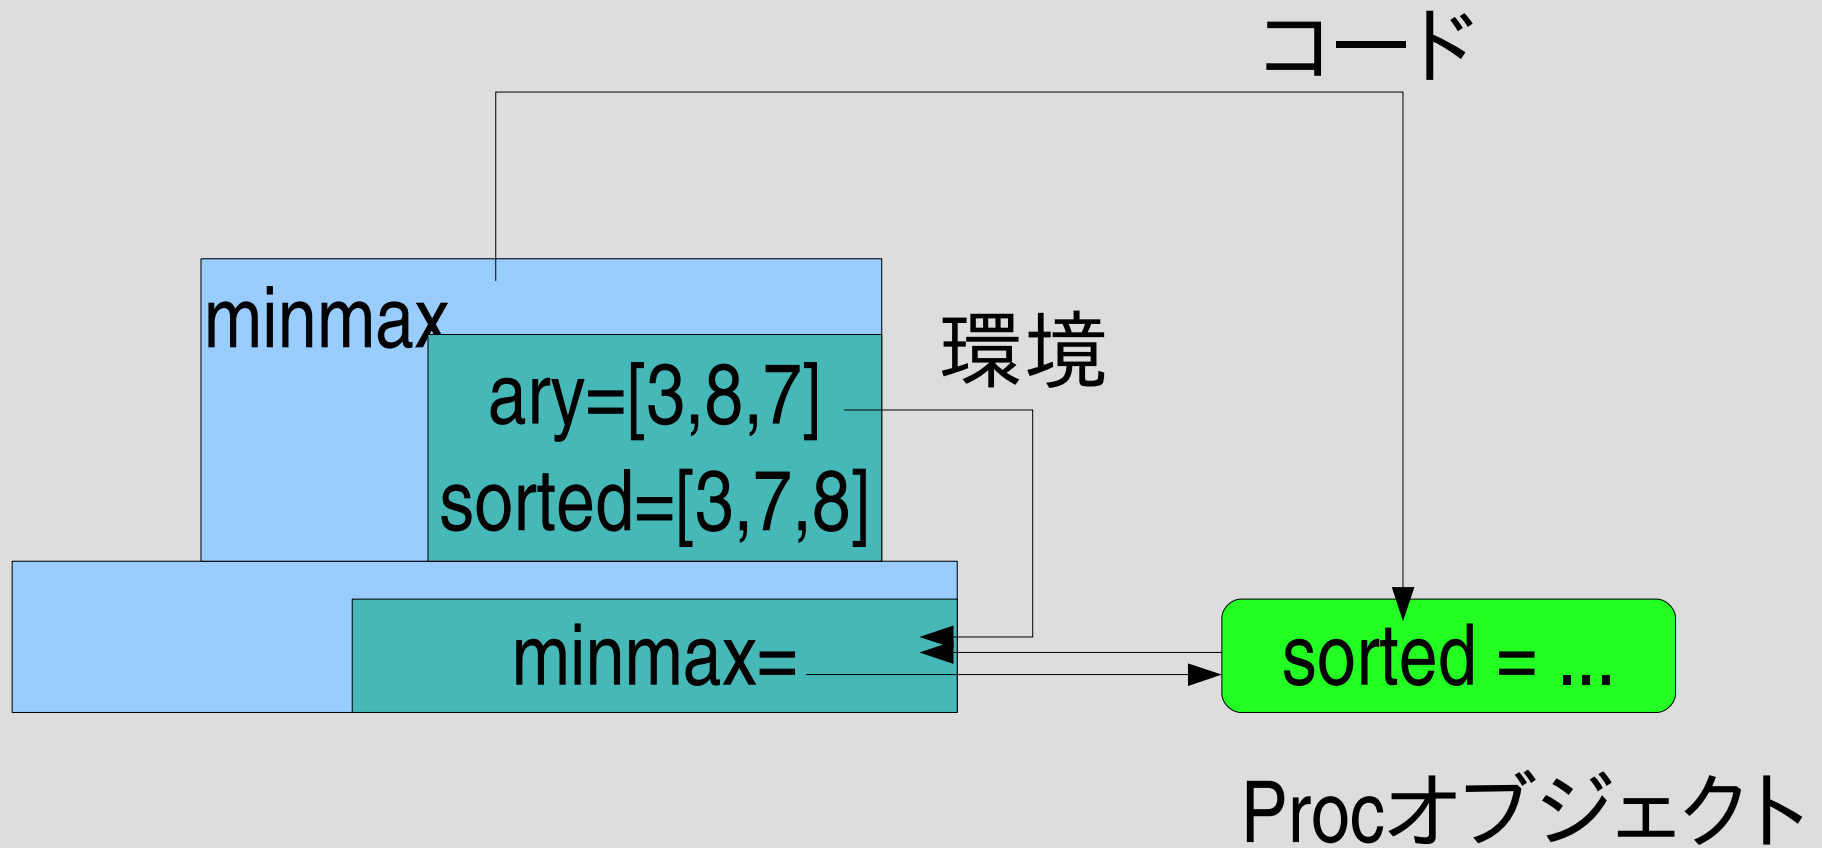 コード
minmax
環境
ary=[3,8,7]
sorted=[3,7,8]
minmax=
sorted = ...
Procオブジェクト